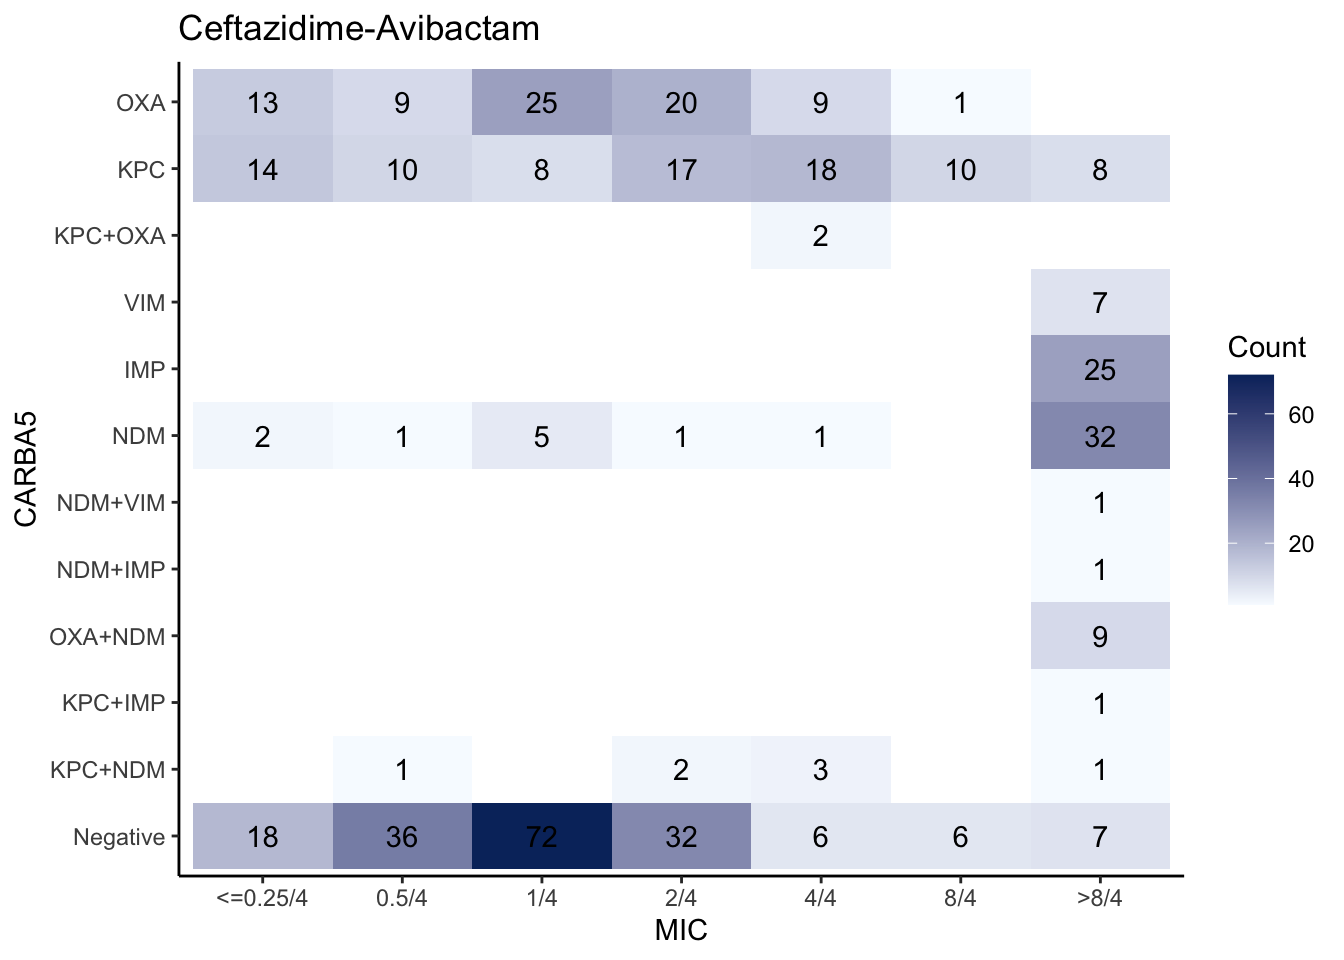 Ceftazidime-Avibactam
OXA 13 9 25 20 9 1
KPC 14 10 8 17 18 10 8
KPC+OXA 2
VIM 7
IMP 25
NDM 2 1 5 1 1 32
NDM+VIM 1
NDM+IMP 1
OXA+NDM 9
KPC+IMP 1
KPC+NDM 1 2 3 1
Negative 18 36 72 32 6 6 7
<=0.25/4 0.5/4 1/4 2/4 4/4 8/4 >8/4
MIC
CARBA5
Count
60
40
20